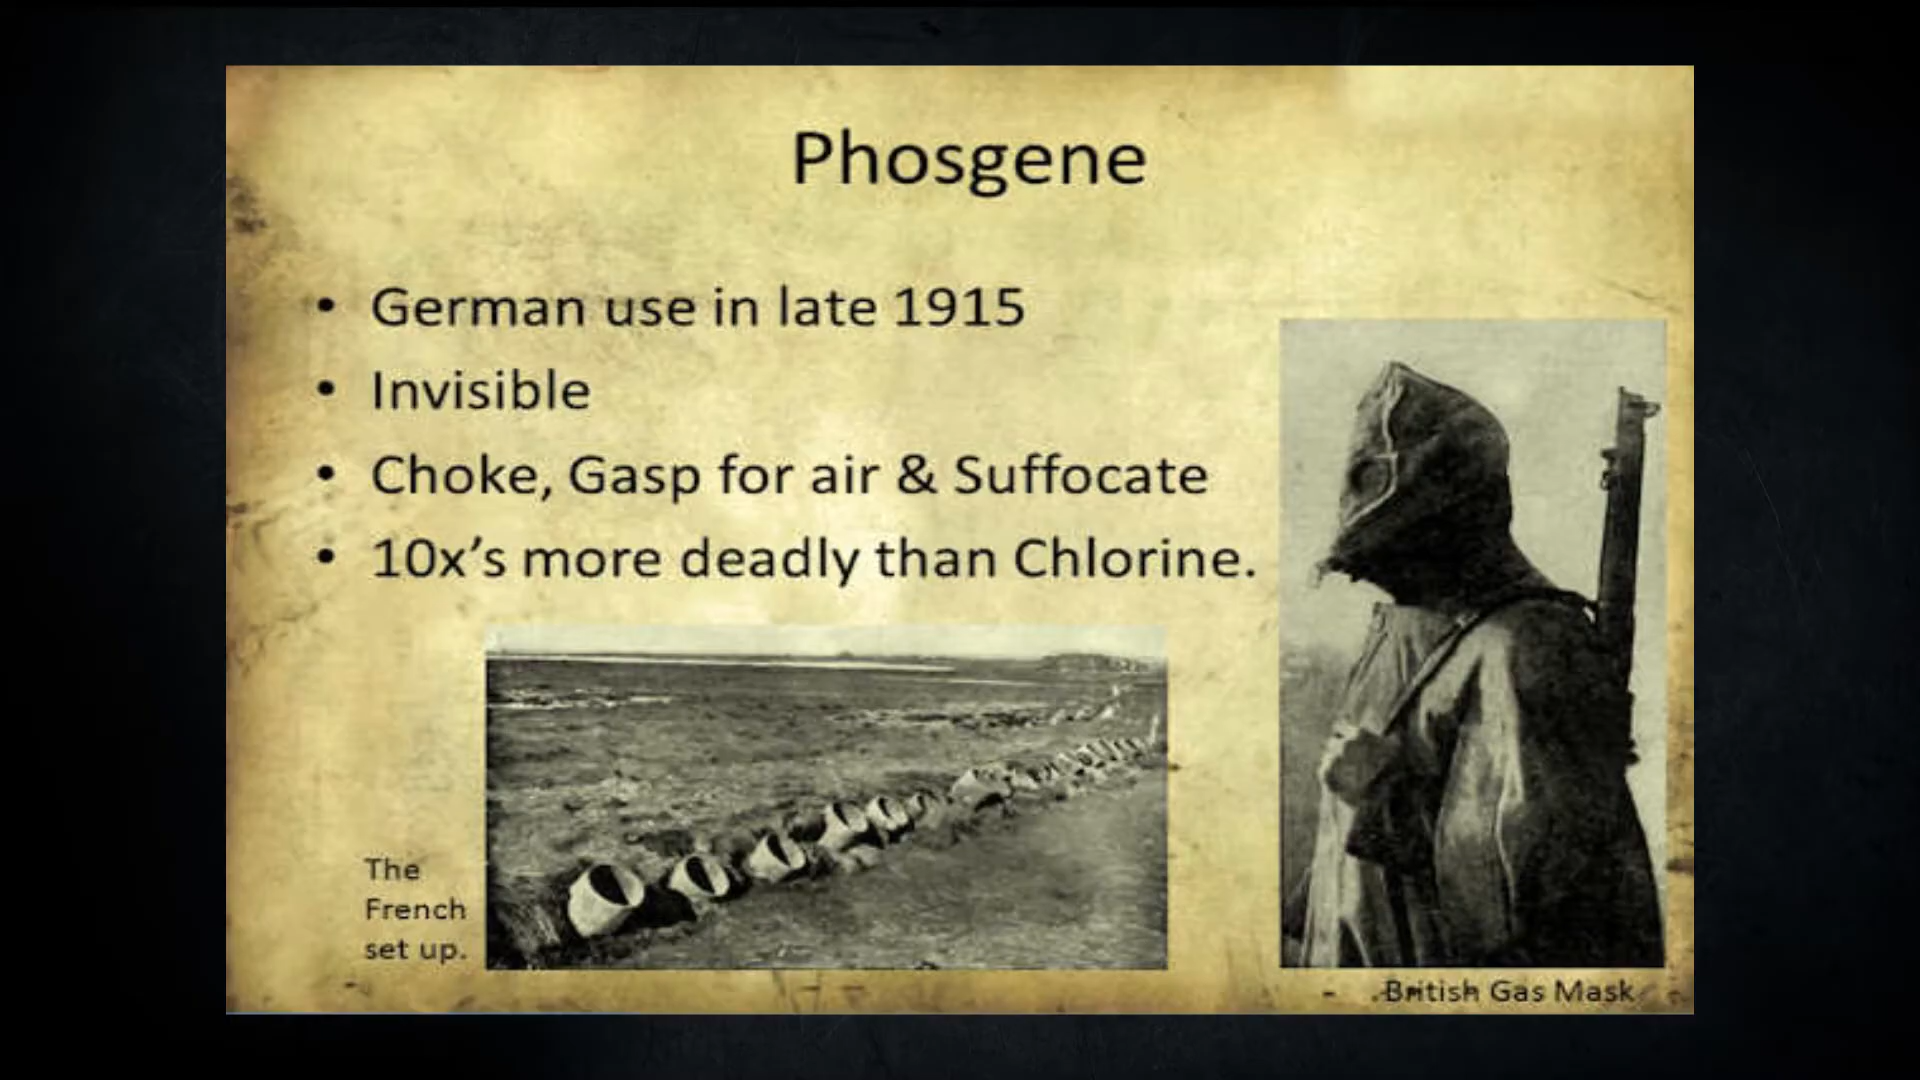 Phosgene
• German use in late 1915
• Invisible
• Choke, Gasp for air & Suffocate
• 10x’s more deadly than Chlorine.
The
French
set up.
British Gas Mask